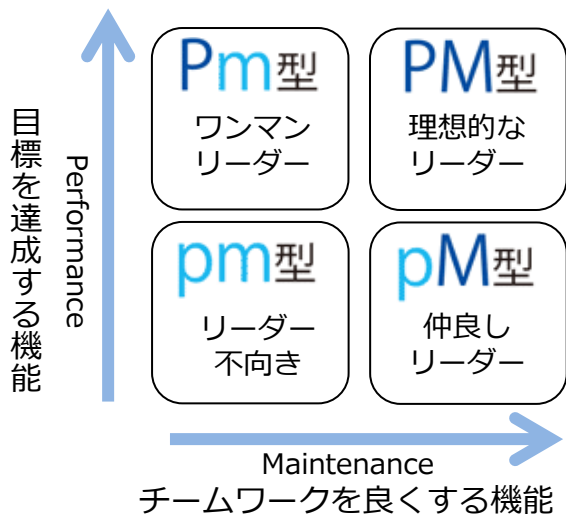 目標を達成する機能
Performance
Pm型
ワンマン
リーダー
PM型
理想的な
リーダー
pm型
リーダー
不向き
pM型
仲良し
リーダー
Maintenance
チームワークを良くする機能